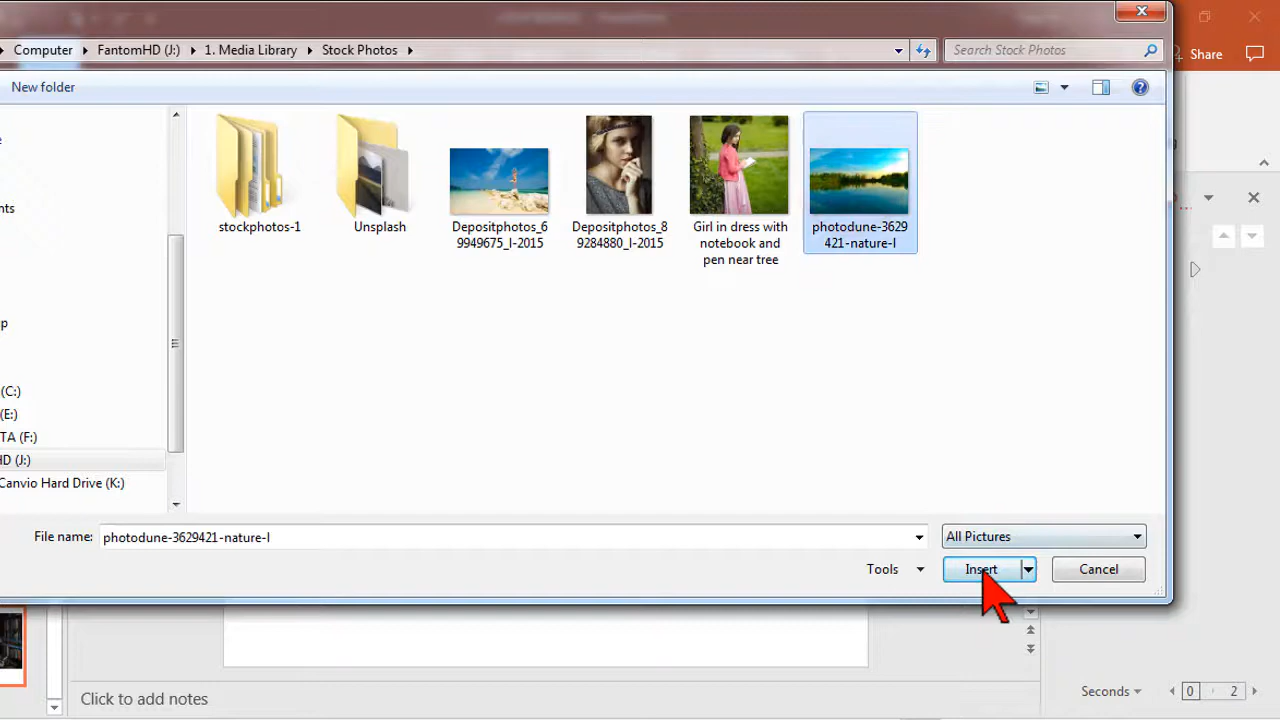 Computer FantomHD (J:) 1. Media Library Stock Photos
Search Stock Photos
Share
New folder
stockphotos-1
Unsplash
Depositphotos_6
9949675_l-2015
Depositphotos_8
9284880_l-2015
Girl in dress with
notebook and
pen near tree
photodune-3629
421-nature-l
nts
p
(C:)
(E:)
TA (F:)
HD (J:)
Canvio Hard Drive (K:)
File name: photodune-3629421-nature-l
All Pictures
Tools Insert Cancel
Click to add notes
Seconds 0 2